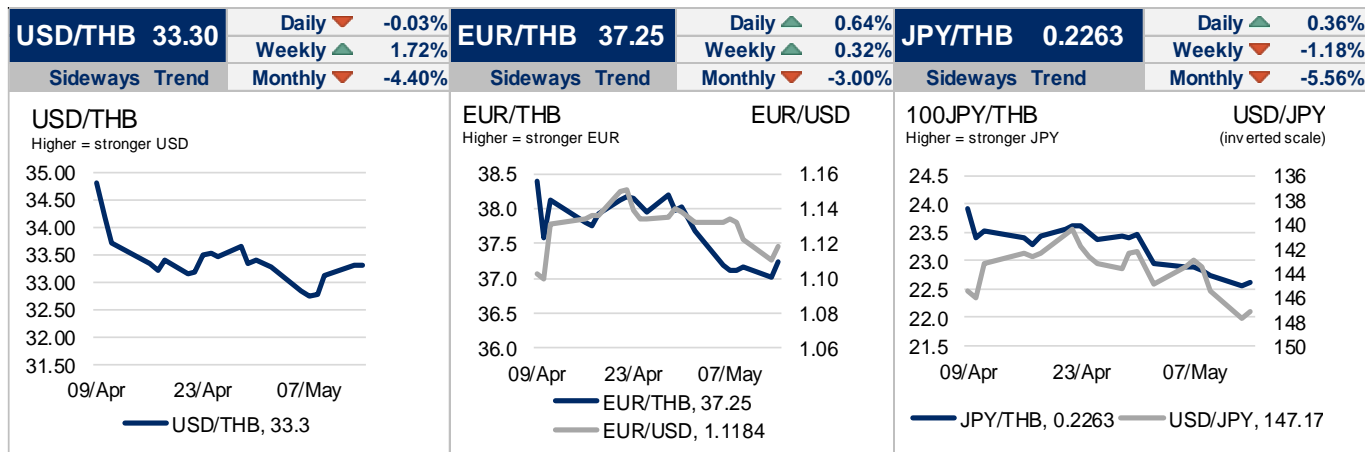 USD/THB 33.30
Daily -0.03%
Weekly 1.72%
Sideways Trend
Monthly -4.40%
USD/THB
Higher = stronger USD
35.00
34.50
34.00
33.50
33.00
32.50
32.00
31.50
09/Apr 23/Apr 07/May
USD/THB, 33.3
EUR/THB 37.25
Daily 0.64%
Weekly 0.32%
Sideways Trend
Monthly -3.00%
EUR/THB EUR/USD
Higher = stronger EUR
38.5 1.16
38.0 1.14
37.5 1.12
37.0 1.10
36.5 1.08
36.0 1.06
09/Apr 23/Apr 07/May
EUR/THB, 37.25
EUR/USD, 1.1184
JPY/THB 0.2263
Daily 0.36%
Weekly -1.18%
Sideways Trend
Monthly -5.56%
100JPY/THB USD/JPY
Higher = stronger JPY (inverted scale)
24.5 136
24.0 138
23.5 140
23.0 142
22.5 144
22.0 146
21.5 148
150
09/Apr 23/Apr 07/May
JPY/THB, 0.2263 USD/JPY, 147.17